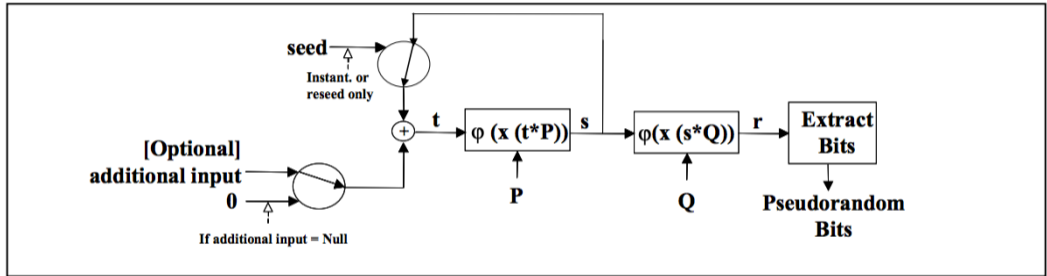 seed
Instant. or
reseed only
[Optional]
additional input
0
If additional input = Null
+
t
φ (x (t*P))
P
s
φ(x (s*Q))
Q
r
Extract
Bits
Pseudorandom
Bits